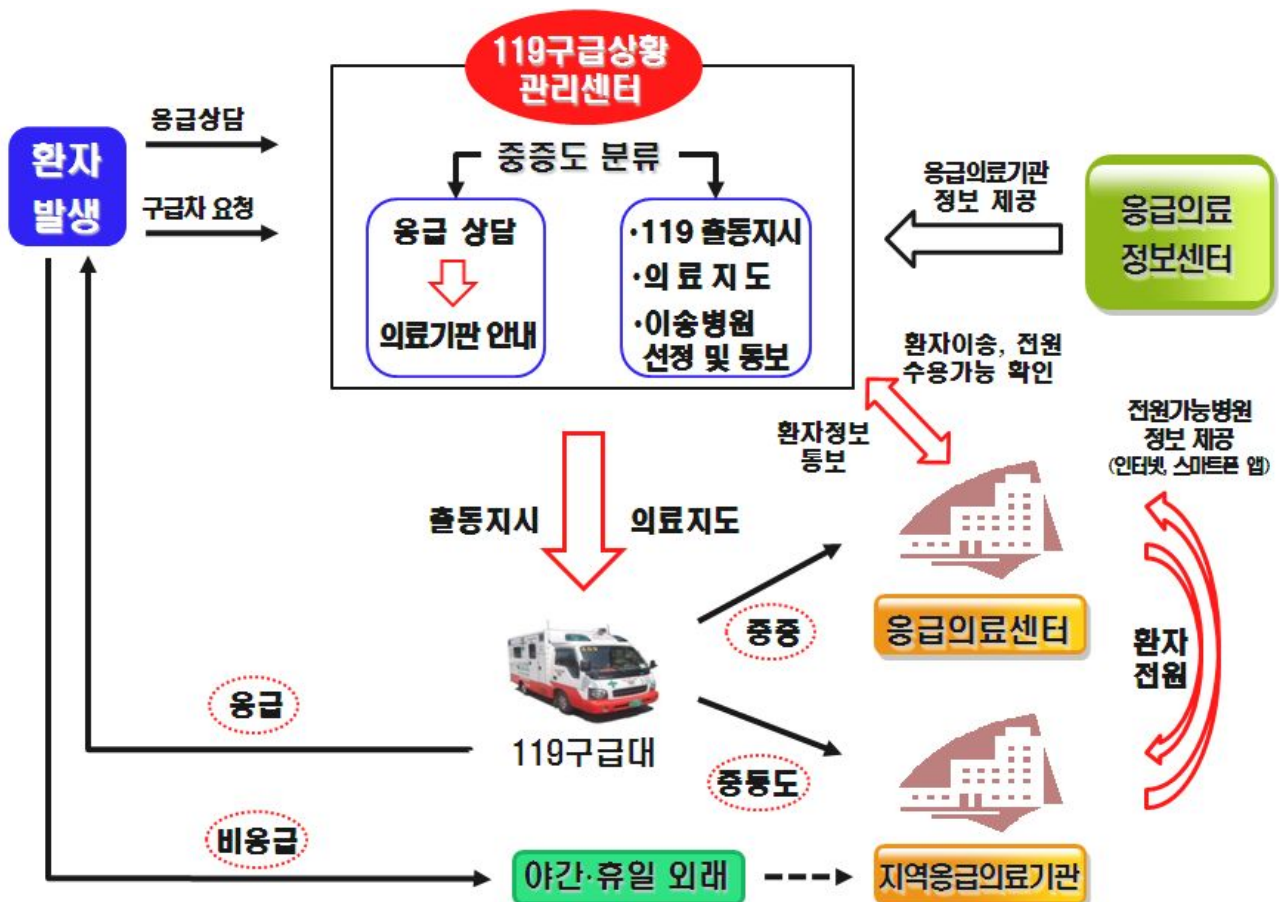 119구급상황
관리센터
응급상담
환자
발생
구급차 요청
중증도 분류
응급 상담
의료기관 안내
·119 출동지시
·의 료 지 도
·이송병원
선정 및 통보
응급의료기관
정보 제공
응급의료
정보센터
환자이송, 전원
수용가능 확인
환자정보
통보
전원가능병원
정보 제공
(인터넷, 스마트폰 앱)
출동지시
의료지도
중증
응급의료센터
환자
전원
응급
119구급대
중등도
비응급
야간·휴일 외래
지역응급의료기관